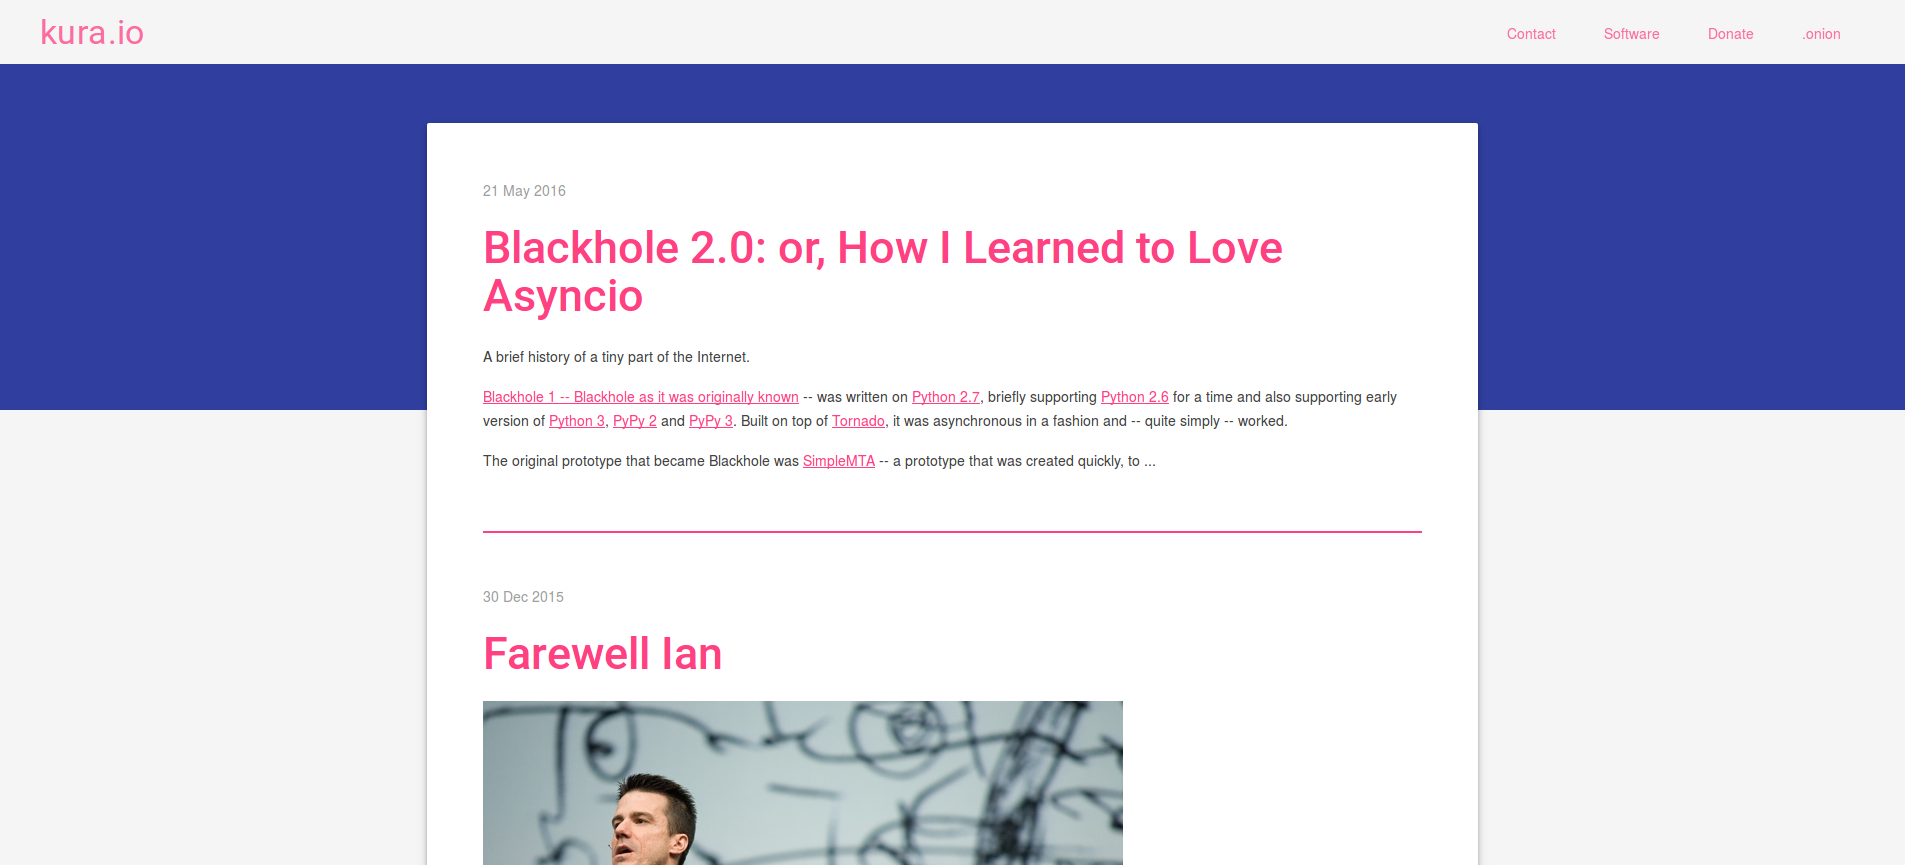 kura.io
Contact
Software
Donate
.onion
21 May 2016
Blackhole 2.0: or, How I Learned to Love
Asyncio
A brief history of a tiny part of the Internet.
Blackhole 1 -- Blackhole as it was originally known -- was written on Python 2.7, briefly supporting Python 2.6 for a time and also supporting early
version of Python 3, PyPy 2 and PyPy 3. Built on top of Tornado, it was asynchronous in a fashion and -- quite simply -- worked.
The original prototype that became Blackhole was SimpleMTA -- a prototype that was created quickly, to ...
30 Dec 2015
Farewell Ian